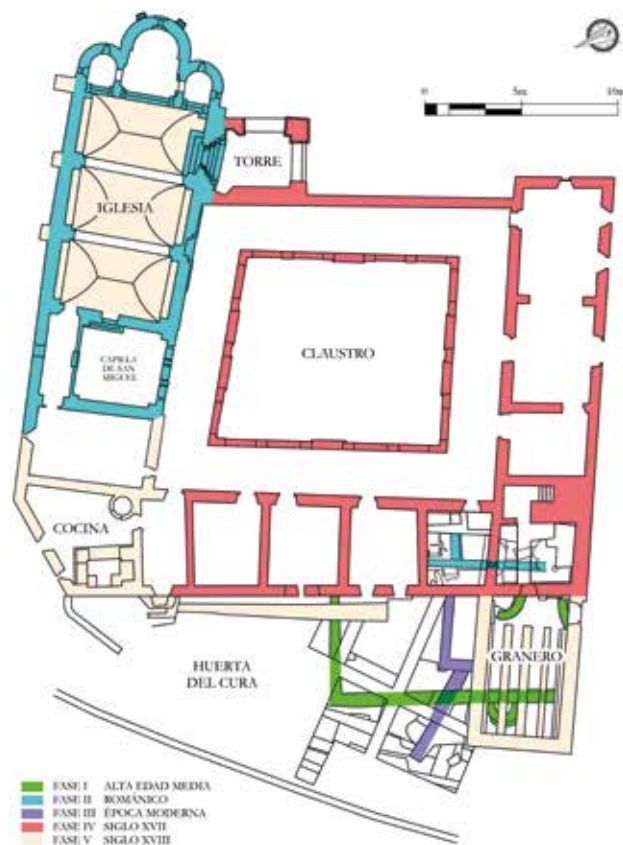 0 5m 10m
TORRE
IGLESIA
CLAUSTRO
CAPILLA
DE SAN
MIGUEL
COCINA
GRANERO
HUERTA
DEL CURA
FASE I ALTA EDAD MEDIA
FASE II ROMÁNICO
FASE III ÉPOCA MODERNA
FASE IV SIGLO XVII
FASE V SIGLO XVIII